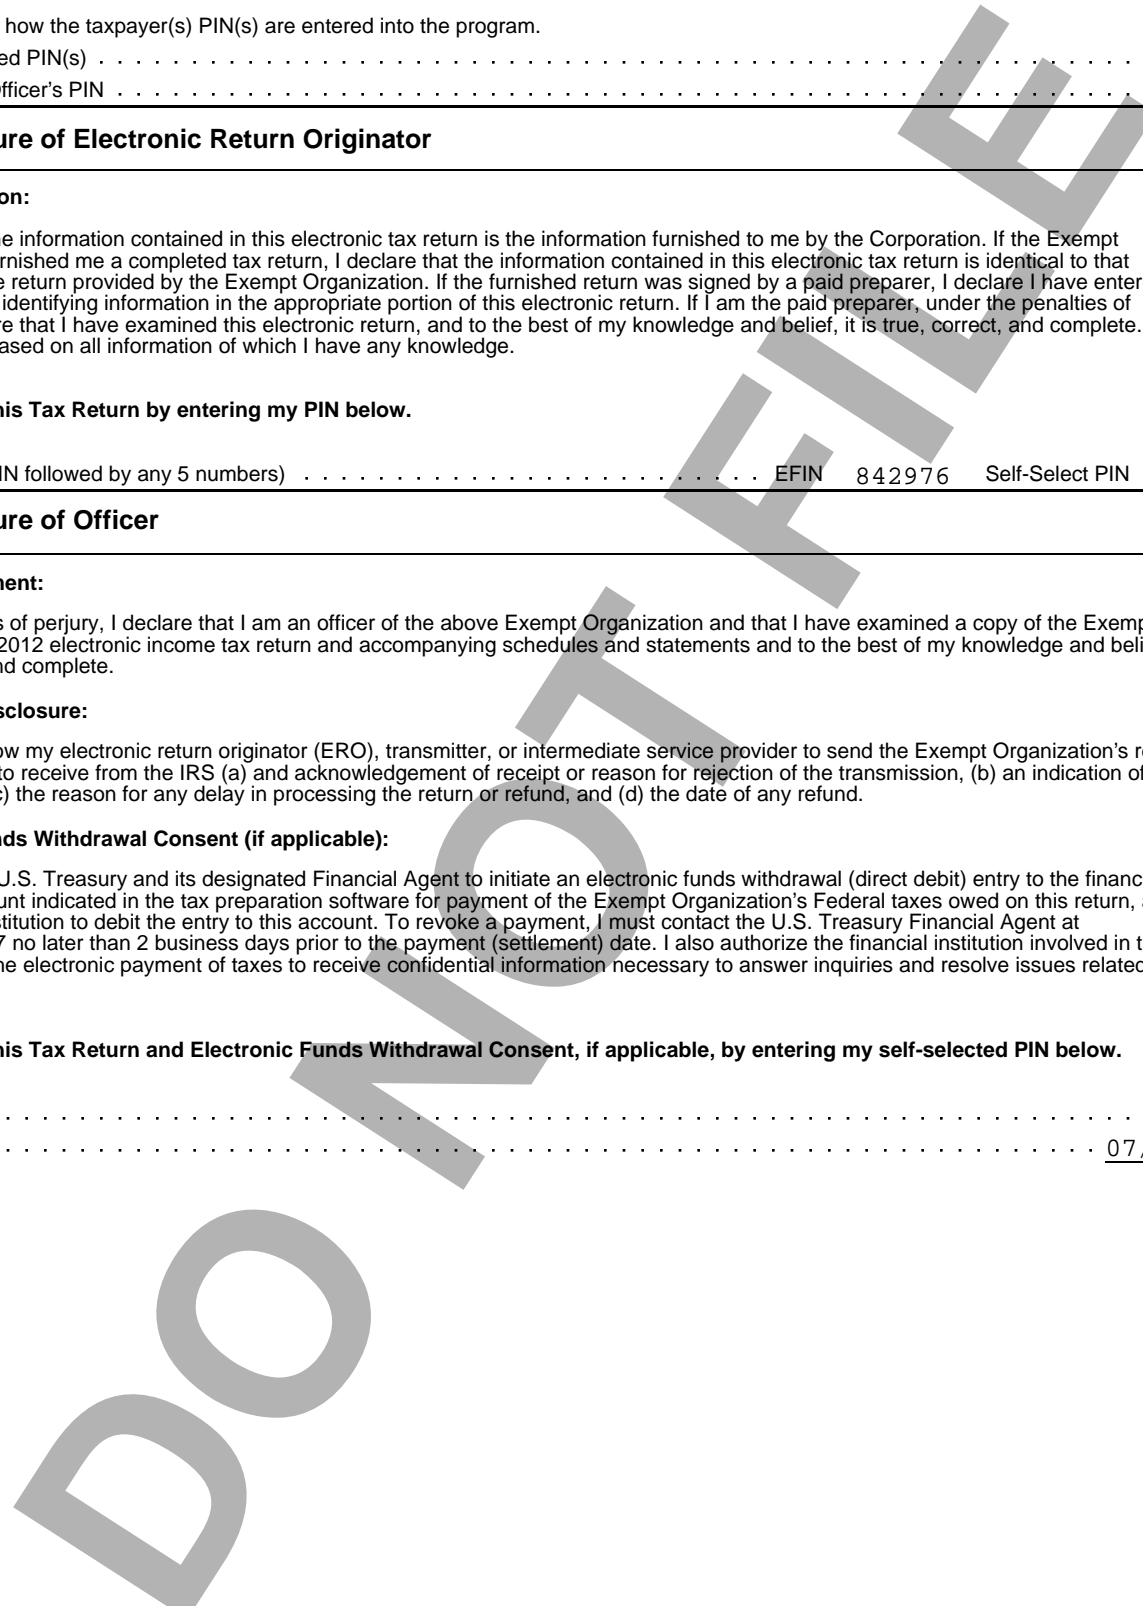 how the taxpayer(s) PIN(s) are entered into the program.
ed PIN(s)
fficer's PIN
ure of Electronic Return Originator
on:
ne information contained in this electronic tax return is the information furnished to me by the Corporation. If the Exempt
rnished me a completed tax return, I declare that the information contained in this electronic tax return is identical to that
e return provided by the Exempt Organization. If the furnished return was signed by a paid preparer, I declare I have enter
identifying information in the appropriate portion of this electronic return. If I am the paid preparer, under the penalties of
re that I have examined this electronic return, and to the best of my knowledge and belief, it is true, correct, and complete.
ased on all information of which I have any knowledge.
his Tax Return by entering my PIN below.
IN followed by any 5 numbers) EFIN 842976 Self-Select PIN
ure of Officer
nent:
s of perjury, I declare that I am an officer of the above Exempt Organization and that I have examined a copy of the Exemp
2012 electronic income tax return and accompanying schedules and statements and to the best of my knowledge and beli
nd complete.
sclosure:
ow my electronic return originator (ERO), transmitter, or intermediate service provider to send the Exempt Organization's r
to receive from the IRS (a) and acknowledgement of receipt or reason for rejection of the transmission, (b) an indication of
c) the reason for any delay in processing the return or refund, and (d) the date of any refund.
nds Withdrawal Consent (if applicable):
U.S. Treasury and its designated Financial Agent to initiate an electronic funds withdrawal (direct debit) entry to the financ
unt indicated in the tax preparation software for payment of the Exempt Organization's Federal taxes owed on this return, a
stitution to debit the entry to this account. To revoke a payment, I must contact the U.S. Treasury Financial Agent at
7 no later than 2 business days prior to the payment (settlement) date. I also authorize the financial institution involved in t
ne electronic payment of taxes to receive confidential information necessary to answer inquiries and resolve issues related
his Tax Return and Electronic Funds Withdrawal Consent, if applicable, by entering my self-selected PIN below.
07/
DO NOT FILE